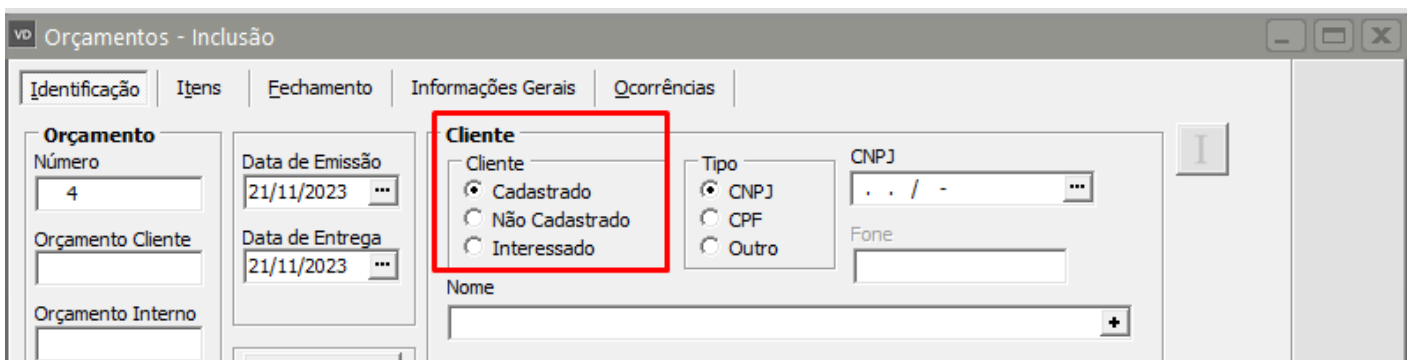 VD Orçamentos - Inclusão
Identificação Itens Fechamento Informações Gerais Ocorrências
Orçamento
Número
4
Orçamento Cliente
Orçamento Interno
Data de Emissão
21/11/2023 ...
Data de Entrega
21/11/2023 ...
Cliente
Cliente
Cadastrado
Não Cadastrado
Interessado
Tipo
CNPJ
CPF
Outro
CNPJ
. . / - ...
Fone
Nome
+
I